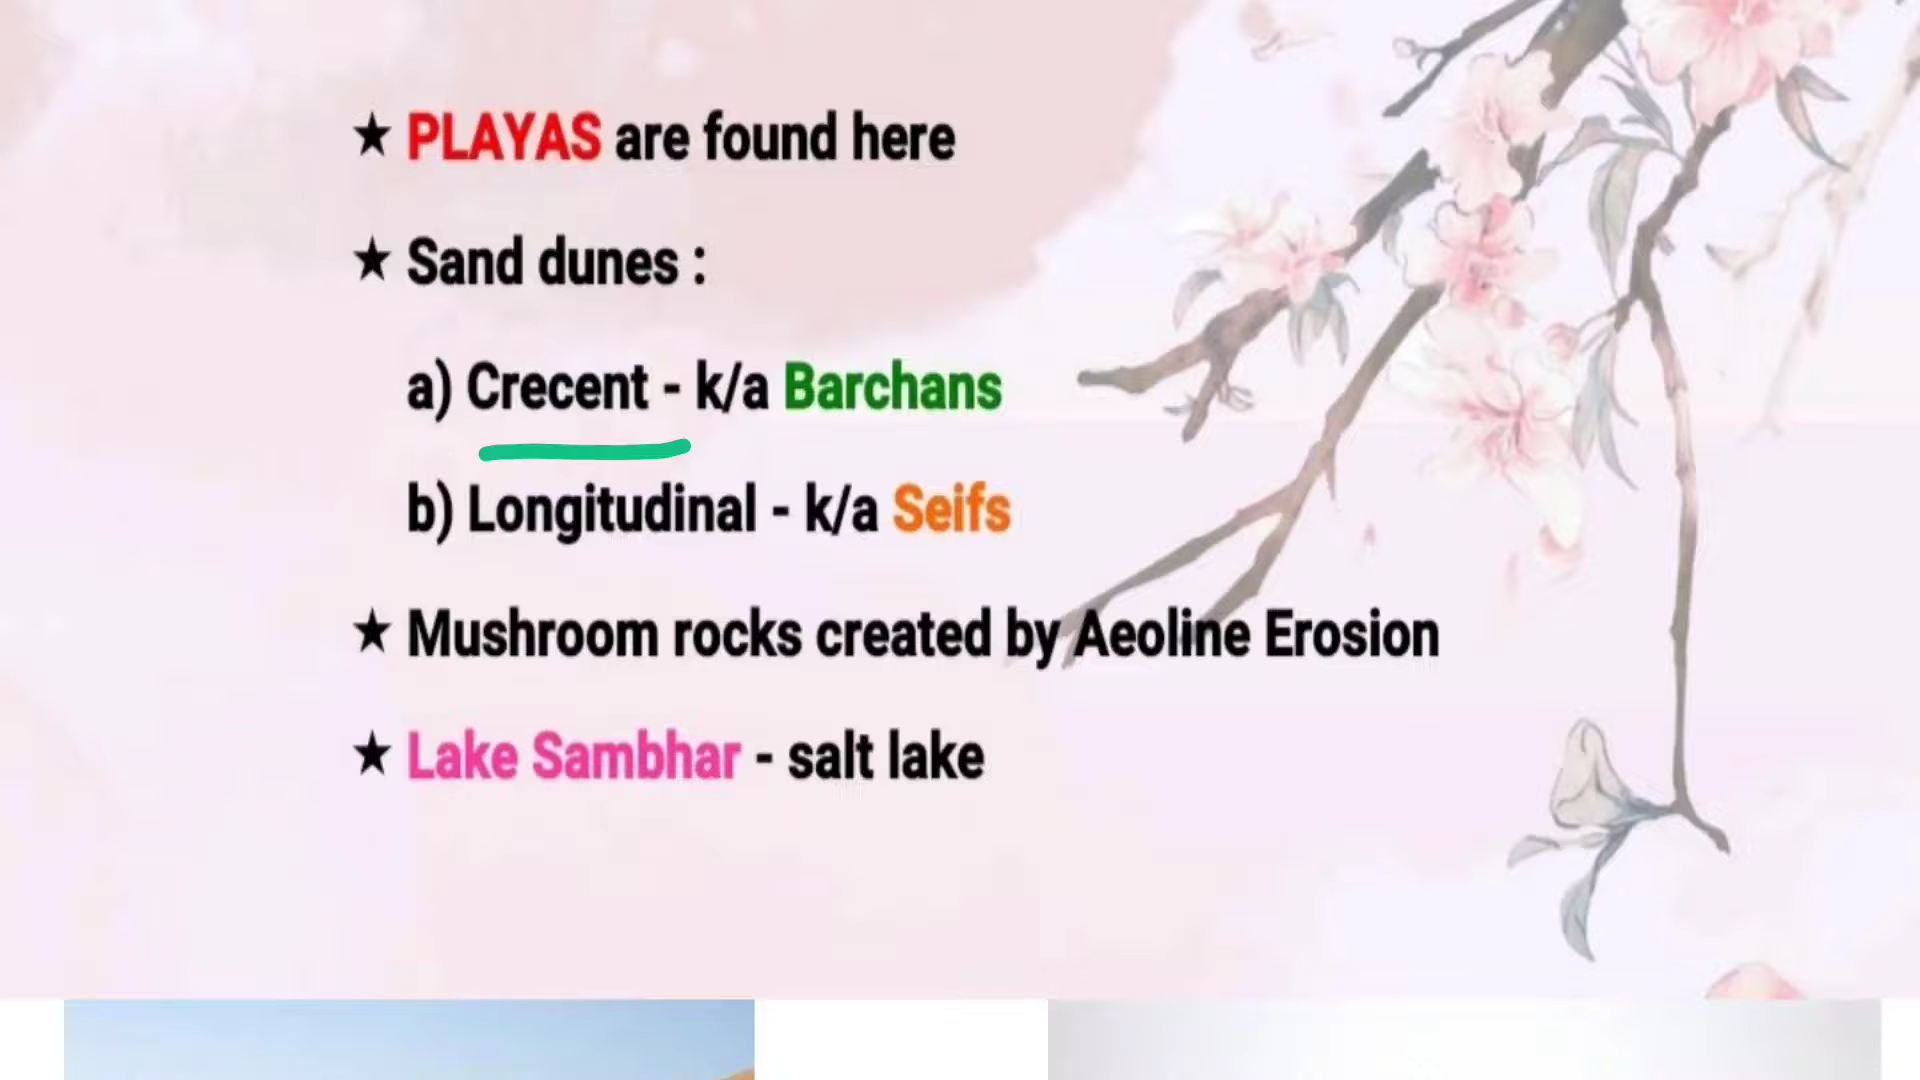 ★ PLAYAS are found here
★ Sand dunes :
a) Crecent - k/a Barchans
b) Longitudinal - k/a Seifs
★ Mushroom rocks created by Aeoline Erosion
★ Lake Sambhar - salt lake